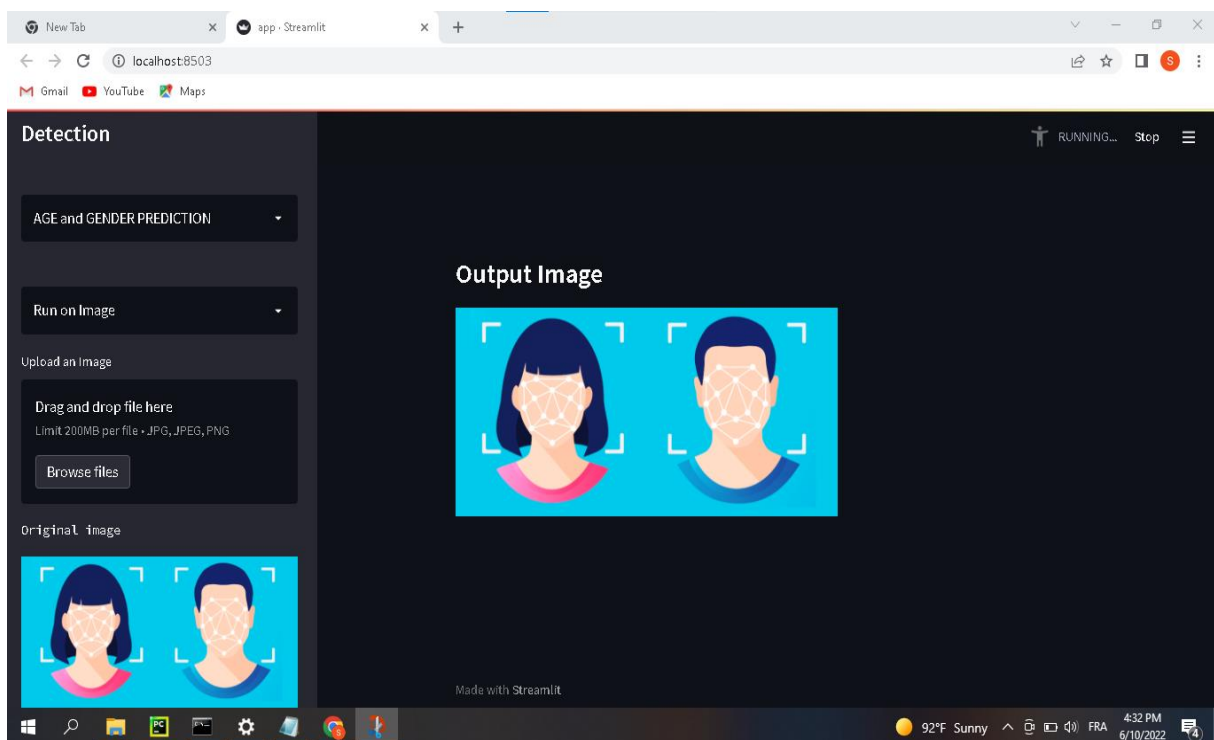 New Tab
app · Streamlit
localhost:8503
S
Gmail
YouTube
Maps
Detection
RUNNING...
Stop
AGE and GENDER PREDICTION
Output Image
Run on Image
Upload an Image
Drag and drop file here
Limit 200MB per file • JPG, JPEG, PNG
Browse files
Original image
Made with Streamlit
PC
92°F Sunny
FRA
4:32 PM
6/10/2022
4